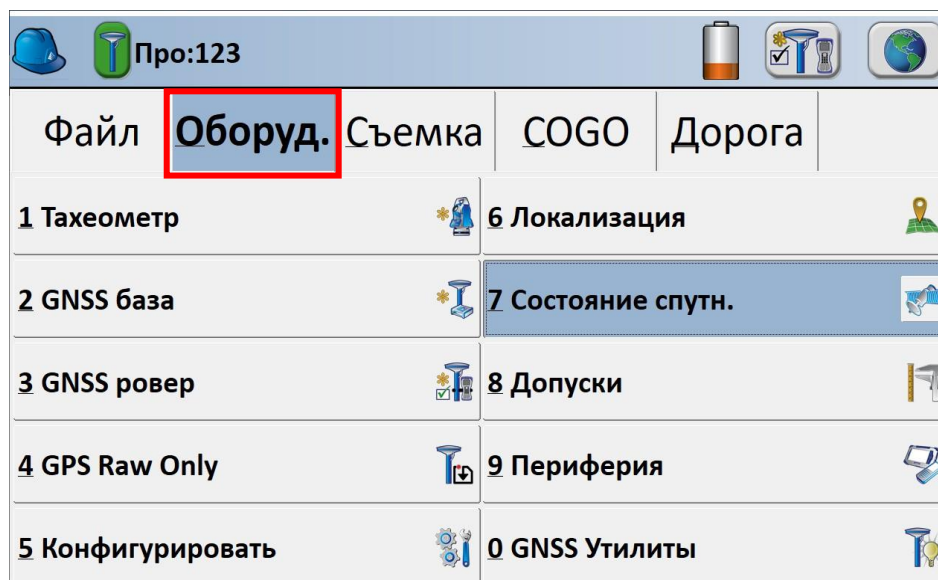 Про:123
Файл Оборуд. Съемка COGO Дорога
1 Тахеометр
6 Локализация
2 GNSS база
7 Состояние спутн.
3 GNSS ровер
8 Допуски
4 GPS Raw Only
9 Периферия
5 Конфигурировать
0 GNSS Утилиты